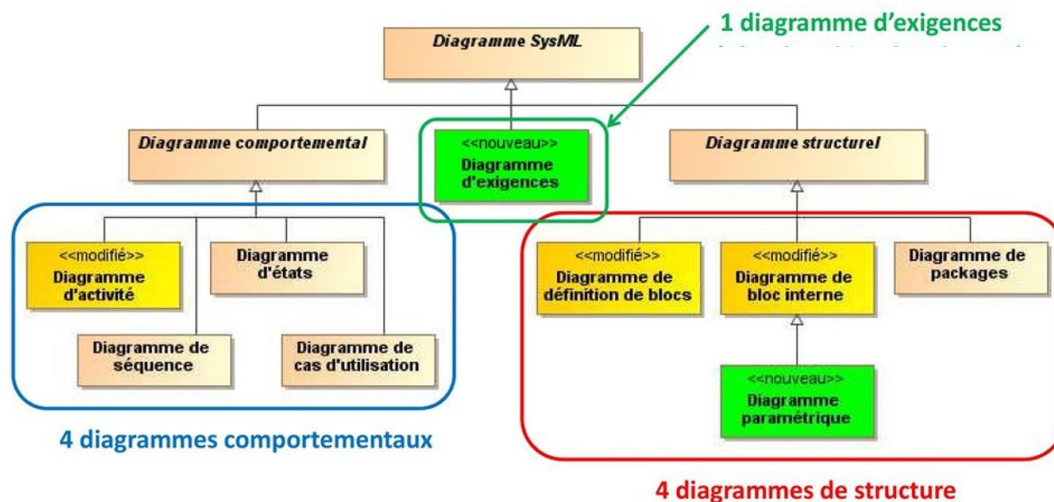 1 diagramme d'exigences
Diagramme SysML
Diagramme comportemental
<<nouveau>>
Diagramme
d'exigences
Diagramme structurel
<<modifié>>
Diagramme
d'activité
Diagramme
d'états
Diagramme de
séquence
Diagramme de
cas d'utilisation
<<modifié>>
Diagramme de
définition de blocs
<<modifié>>
Diagramme de
bloc interne
Diagramme de
packages
<<nouveau>>
Diagramme
paramétrique
4 diagrammes comportementaux
4 diagrammes de structure